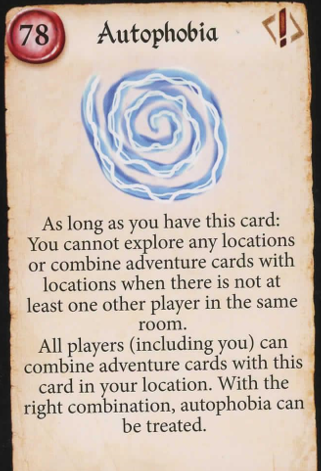 78
Autophobia
As long as you have this card:
You cannot explore any locations
or combine adventure cards with
locations when there is not at
least one other player in the same
room.
All players (including you) can
combine adventure cards with this
card in your location. With the
right combination, autophobia can
be treated.